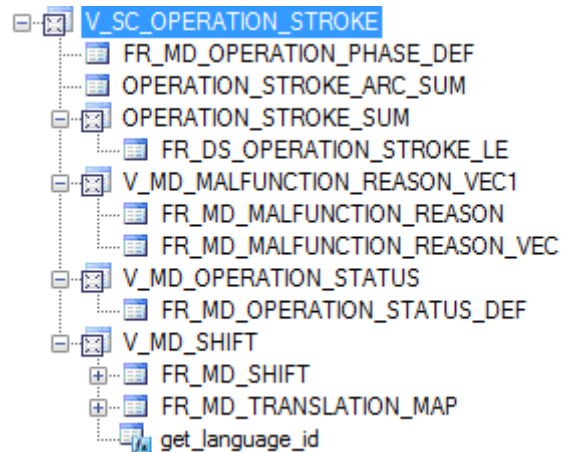 V_SC_OPERATION_STROKE
FR_MD_OPERATION_PHASE_DEF
OPERATION_STROKE_ARC_SUM
OPERATION_STROKE_SUM
FR_DS_OPERATION_STROKE_LE
V_MD_MALFUNCTION_REASON_VEC1
FR_MD_MALFUNCTION_REASON
FR_MD_MALFUNCTION_REASON_VEC
V_MD_OPERATION_STATUS
FR_MD_OPERATION_STATUS_DEF
V_MD_SHIFT
FR_MD_SHIFT
FR_MD_TRANSLATION_MAP
get_language_id